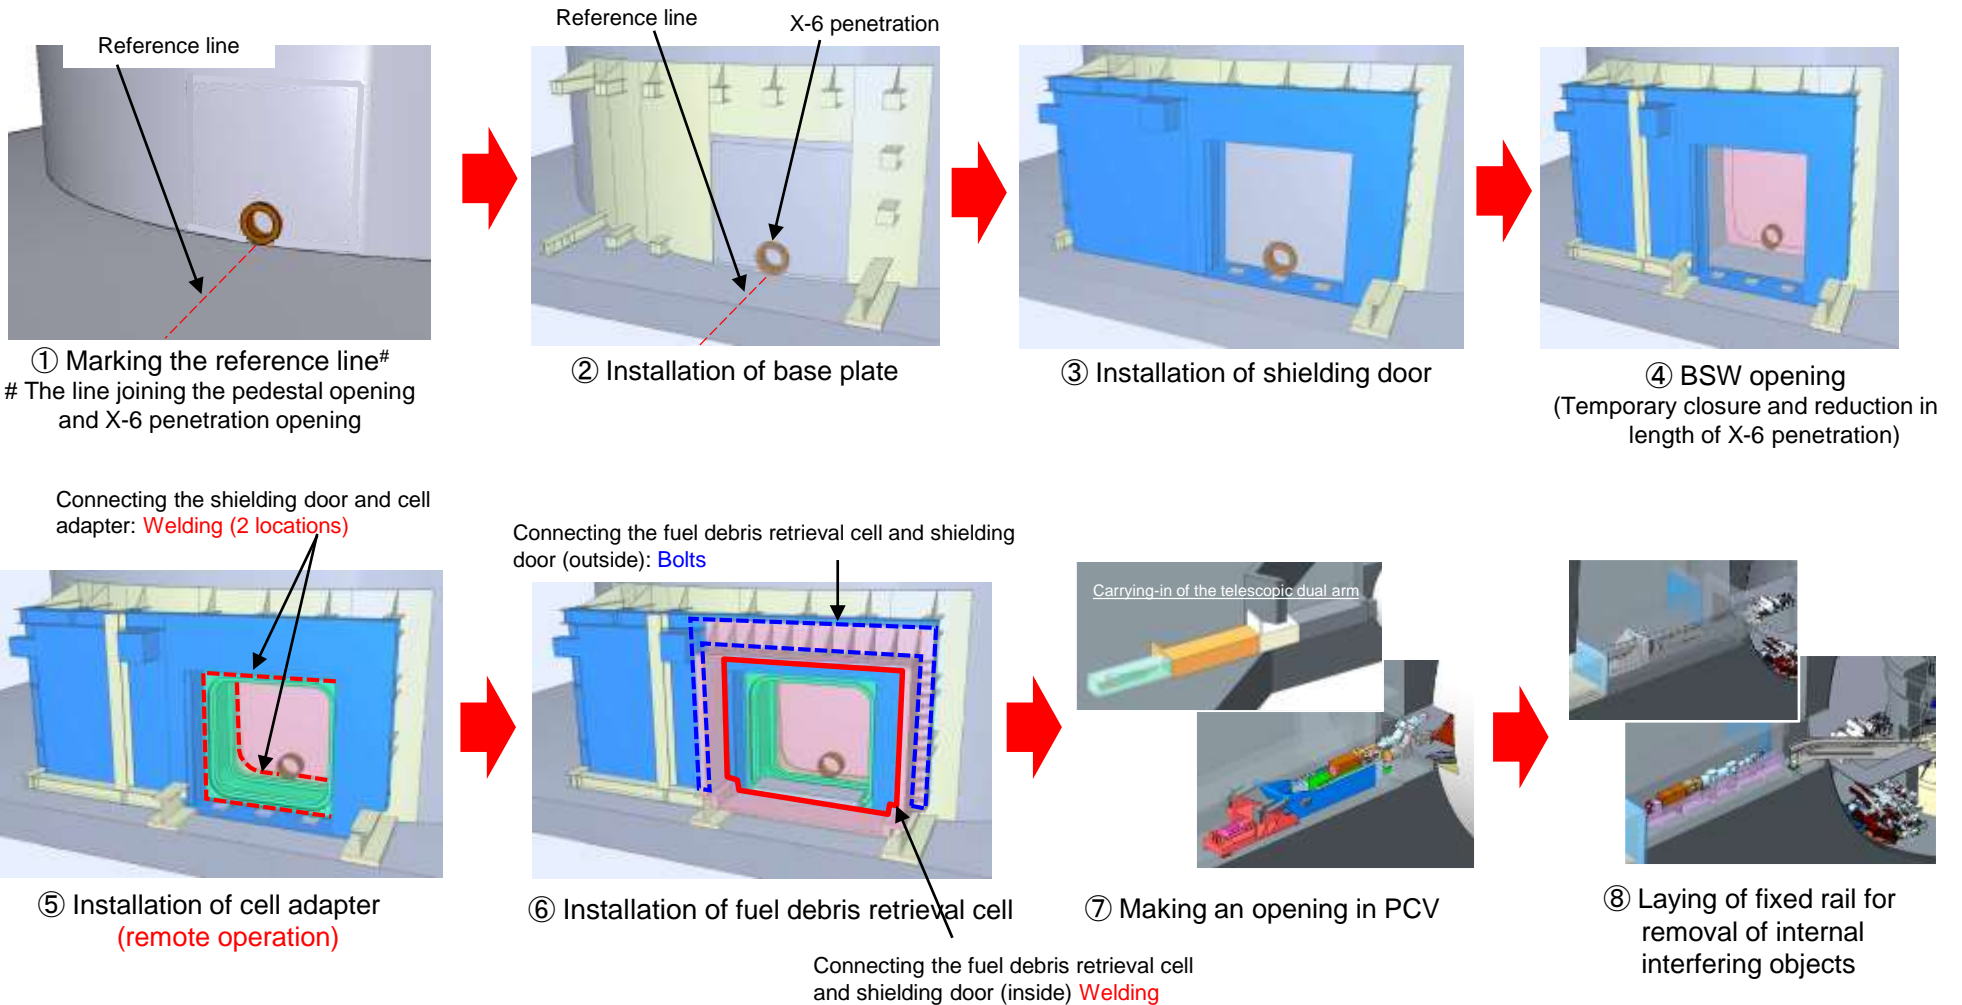 Reference line
① Marking the reference line#
# The line joining the pedestal opening
and X-6 penetration opening
Reference line
X-6 penetration
② Installation of base plate
③ Installation of shielding door
④ BSW opening
(Temporary closure and reduction in
length of X-6 penetration)
Connecting the shielding door and cell
adapter: Welding (2 locations)
⑤ Installation of cell adapter
(remote operation)
Connecting the fuel debris retrieval cell and shielding
door (outside): Bolts
⑥ Installation of fuel debris retrieval cell
Connecting the fuel debris retrieval cell
and shielding door (inside) Welding
Carrying-in of the telescopic dual arm
⑦ Making an opening in PCV
⑧ Laying of fixed rail for
removal of internal
interfering objects